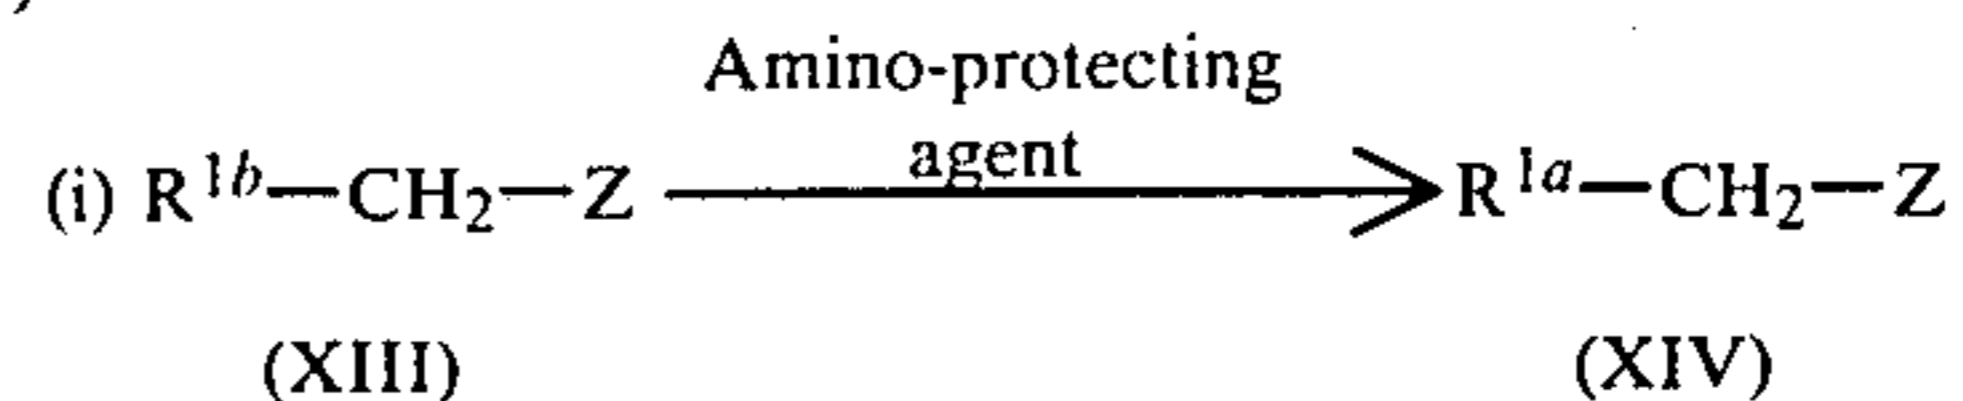 Amino-protecting
agent
(i) R¹ᵇ—CH₂—Z R¹ᵃ—CH₂—Z
(XIII) (XIV)